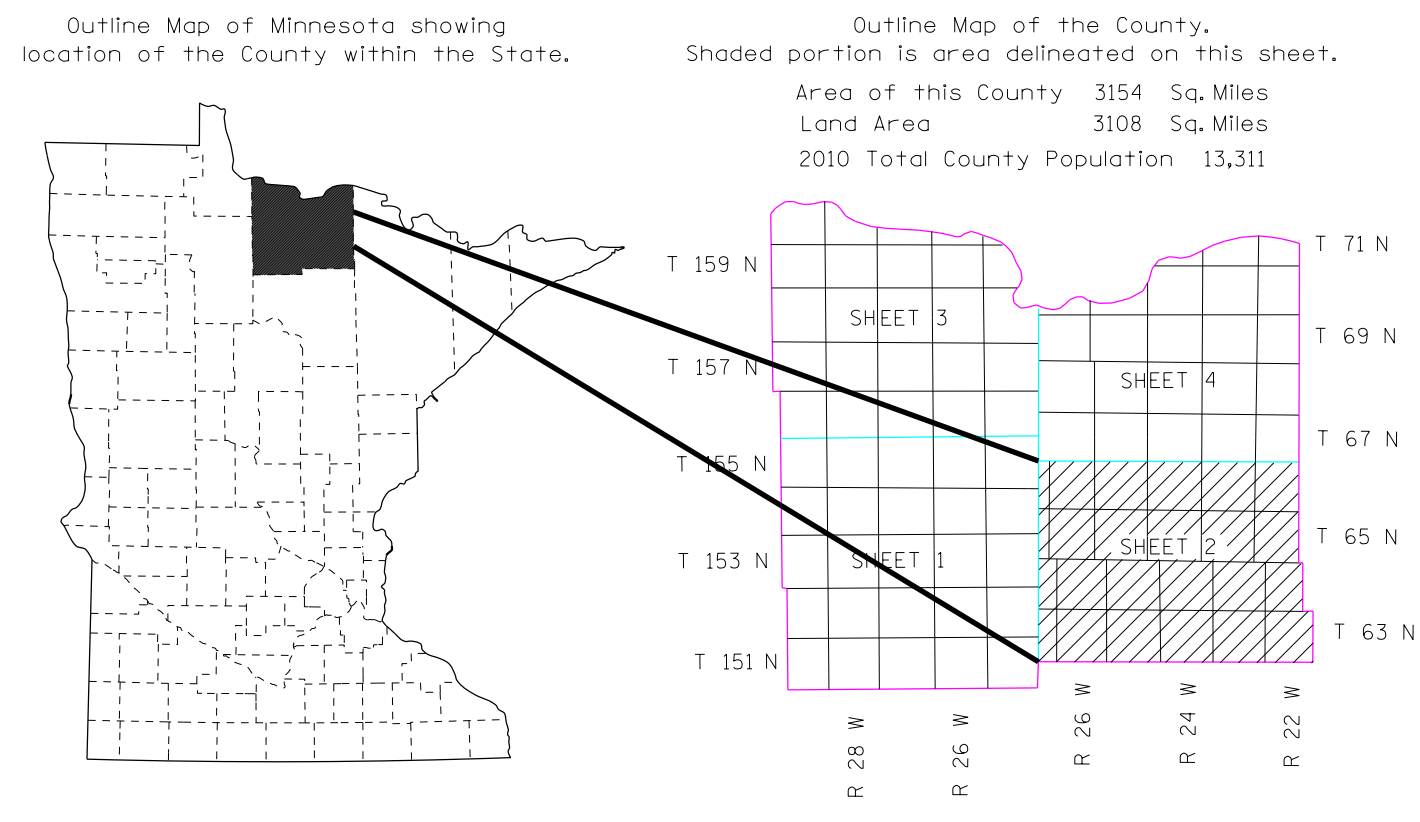 Outline Map of Minnesota showing
location of the County within the State.
Outline Map of the County.
Shaded portion is area delineated on this sheet.
Area of this County 3154 Sq. Miles
Land Area 3108 Sq. Miles
2010 Total County Population 13,311
T 159 N
T 157 N
T 155 N
T 153 N
T 151 N
SHEET 3
SHEET 4
SHEET 1
SHEET 2
T 71 N
T 69 N
T 67 N
T 65 N
T 63 N
R 28 W
R 26 W
R 26 W
R 24 W
R 22 W